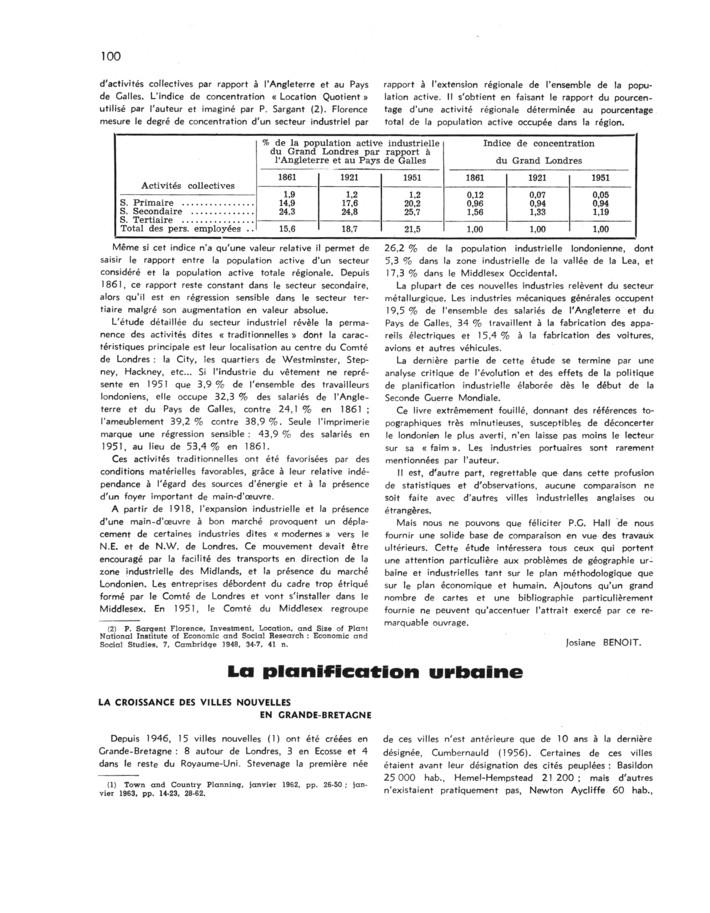 100
d'activités collectives par rapport à l'Angleterre et au Pays
de Galles. L'indice de concentration « Location Quotient »
utilisé par l'auteur et imaginé par P. Sargant (2). Florence
mesure le degré de concentration d'un secteur industriel par
rapport à l'extension régionale de l'ensemble de la popu-
lation active. Il s'obtient en faisant le rapport du pourcen-
tage d'une activité régionale déterminée au pourcentage
total de la population active occupée dans la région.
% de la population active industrielle
du Grand Londres par rapport à
l'Angleterre et au Pays de Galles
Indice de concentration
du Grand Londres
Activités collectives
1861 1921 1951 1861 1921 1951
S. Primaire ............... 1,9 1,2 1,2 0,12 0,07 0,05
S. Secondaire .............. 14,9 17,6 20,2 0,96 0,94 0,94
S. Tertiaire ................ 24,3 24,8 25,7 1,56 1,33 1,19
Total des pers. employées .. 15,6 18,7 21,5 1,00 1,00 1,00
Même si cet indice n'a qu'une valeur relative il permet de
saisir le rapport entre la population active d'un secteur
considéré et la population active totale régionale. Depuis
1861, ce rapport reste constant dans le secteur secondaire,
alors qu'il est en régression sensible dans le secteur ter-
tiaire malgré son augmentation en valeur absolue.
L'étude détaillée du secteur industriel révèle la perma-
nence des activités dites « traditionnelles » dont la carac-
téristiques principale est leur localisation au centre du Comté
de Londres : la City, les quartiers de Westminster, Step-
ney, Hackney, etc... Si l'industrie du vêtement ne repré-
sente en 1951 que 3,9 % de l'ensemble des travailleurs
londoniens, elle occupe 32,3 % des salariés de l'Angle-
terre et du Pays de Galles, contre 24,1 % en 1861 ;
l'ameublement 39,2 % contre 38,9 %. Seule l'imprimerie
marque une régression sensible : 43,9 % des salariés en
1951, au lieu de 53,4 % en 1861.
Ces activités traditionnelles ont été favorisées par des
conditions matérielles favorables, grâce à leur relative indé-
pendance à l'égard des sources d'énergie et à la présence
d'un foyer important de main-d'œuvre.
A partir de 1918, l'expansion industrielle et la présence
d'une main-d'œuvre à bon marché provoquent un dépla-
cement de certaines industries dites « modernes » vers le
N.E. et de N.W. de Londres. Ce mouvement devait être
encouragé par la facilité des transports en direction de la
zone industrielle des Midlands, et la présence du marché
Londonien. Les entreprises débordent du cadre trop étriqué
formé par le Comté de Londres et vont s'installer dans le
Middlesex. En 1951, le Comté du Middlesex regroupe
(2) P. Sargent Florence, Investment, Location, and Size of Plant
National Institute of Economic and Social Research : Economic and
Social Studies, 7, Cambridge 1948, 34-7, 41 n.
26,2 % de la population industrielle londonienne, dont
5,3 % dans la zone industrielle de la vallée de la Lea, et
17,3 % dans le Middlesex Occidental.
La plupart de ces nouvelles industries relèvent du secteur
métallurgique. Les industries mécaniques générales occupent
19,5 % de l'ensemble des salariés de l'Angleterre et du
Pays de Galles, 34 % travaillent à la fabrication des appa-
reils électriques et 15,4 % à la fabrication des voitures,
avions et autres véhicules.
La dernière partie de cette étude se termine par une
analyse critique de l'évolution et des effets de la politique
de planification industrielle élaborée dès le début de la
Seconde Guerre Mondiale.
Ce livre extrêmement fouillé, donnant des références to-
pographiques très minutieuses, susceptibles de déconcerter
le londonien le plus averti, n'en laisse pas moins le lecteur
sur sa « faim ». Les industries portuaires sont rarement
mentionnées par l'auteur.
Il est, d'autre part, regrettable que dans cette profusion
de statistiques et d'observations, aucune comparaison ne
soit faite avec d'autres villes industrielles anglaises ou
étrangères.
Mais nous ne pouvons que féliciter P.G. Hall de nous
fournir une solide base de comparaison en vue des travaux
ultérieurs. Cette étude intéressera tous ceux qui portent
une attention particulière aux problèmes de géographie ur-
baine et industrielles tant sur le plan méthodologique que
sur le plan économique et humain. Ajoutons qu'un grand
nombre de cartes et une bibliographie particulièrement
fournie ne peuvent qu'accentuer l'attrait exercé par ce re-
marquable ouvrage.
Josiane BENOIT.
La planification urbaine
LA CROISSANCE DES VILLES NOUVELLES
EN GRANDE-BRETAGNE
Depuis 1946, 15 villes nouvelles (1) ont été créées en
Grande-Bretagne : 8 autour de Londres, 3 en Ecosse et 4
dans le reste du Royaume-Uni. Stevenage la première née
(1) Town and Country Planning, janvier 1962, pp. 26-50 ; jan-
vier 1963, pp. 14-23, 28-62.
de ces villes n'est antérieure que de 10 ans à la dernière
désignée, Cumbernauld (1956). Certaines de ces villes
étaient avant leur désignation des cités peuplées : Basildon
25 000 hab., Hemel-Hempstead 21 200 ; mais d'autres
n'existaient pratiquement pas, Newton Aycliffe 60 hab.,